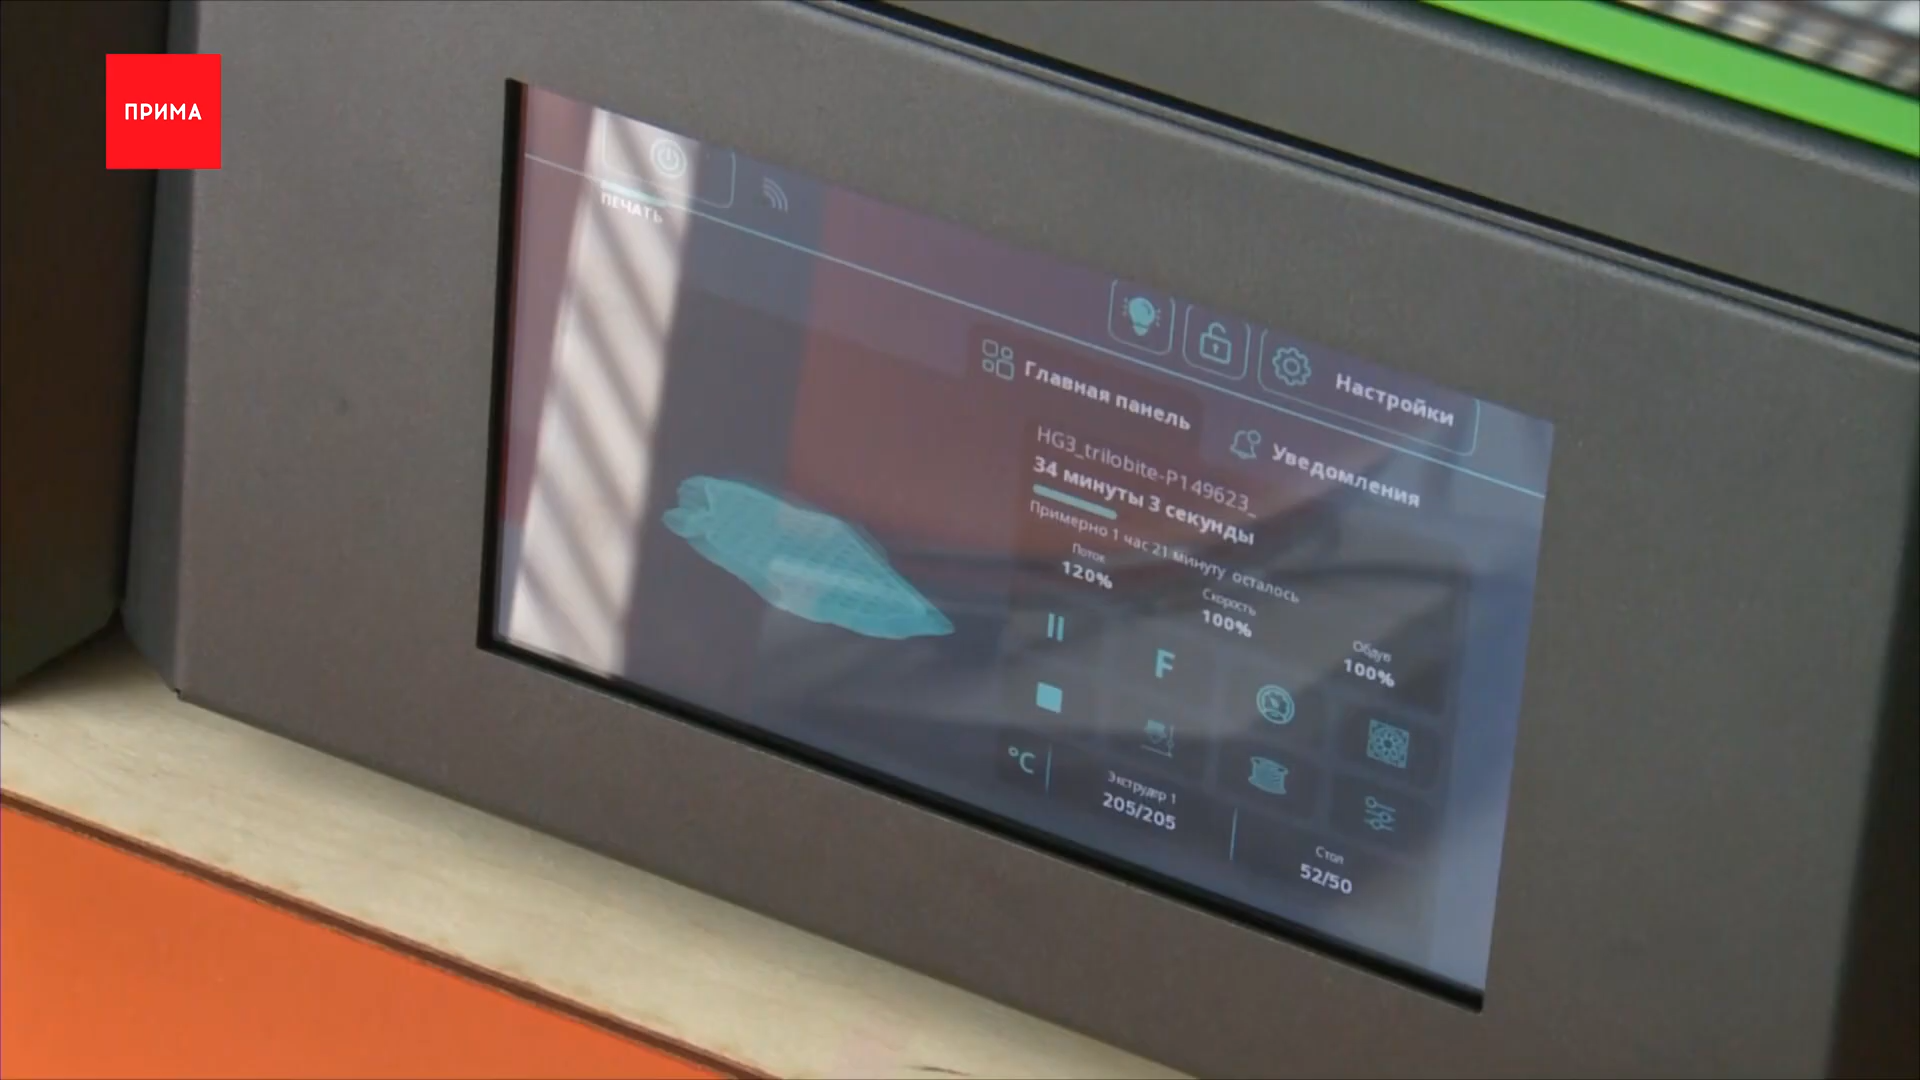 ПРИМА
ПЕЧАТЬ
Настройки
Главная панель
Уведомления
HG3_trilobite-P149623_
34 минуты 3 секунды
Примерно 1 час 21 минуту осталось
Поток
120%
Скорость
100%
Обдув
100%
F
°C
Экструдер 1
205/205
Стол
52/50